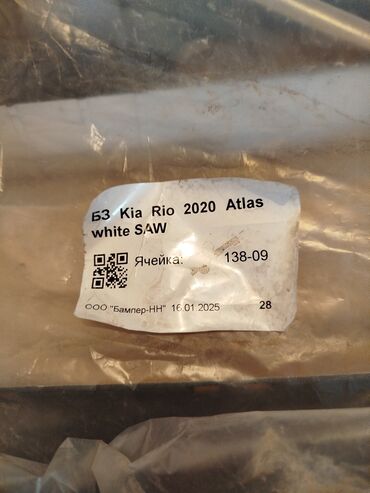 БЗ Kia Rio 2020 Atlas
white SAW
Ячейка: 138-09
ООО "Бампер-НН" 16.01.2025 28